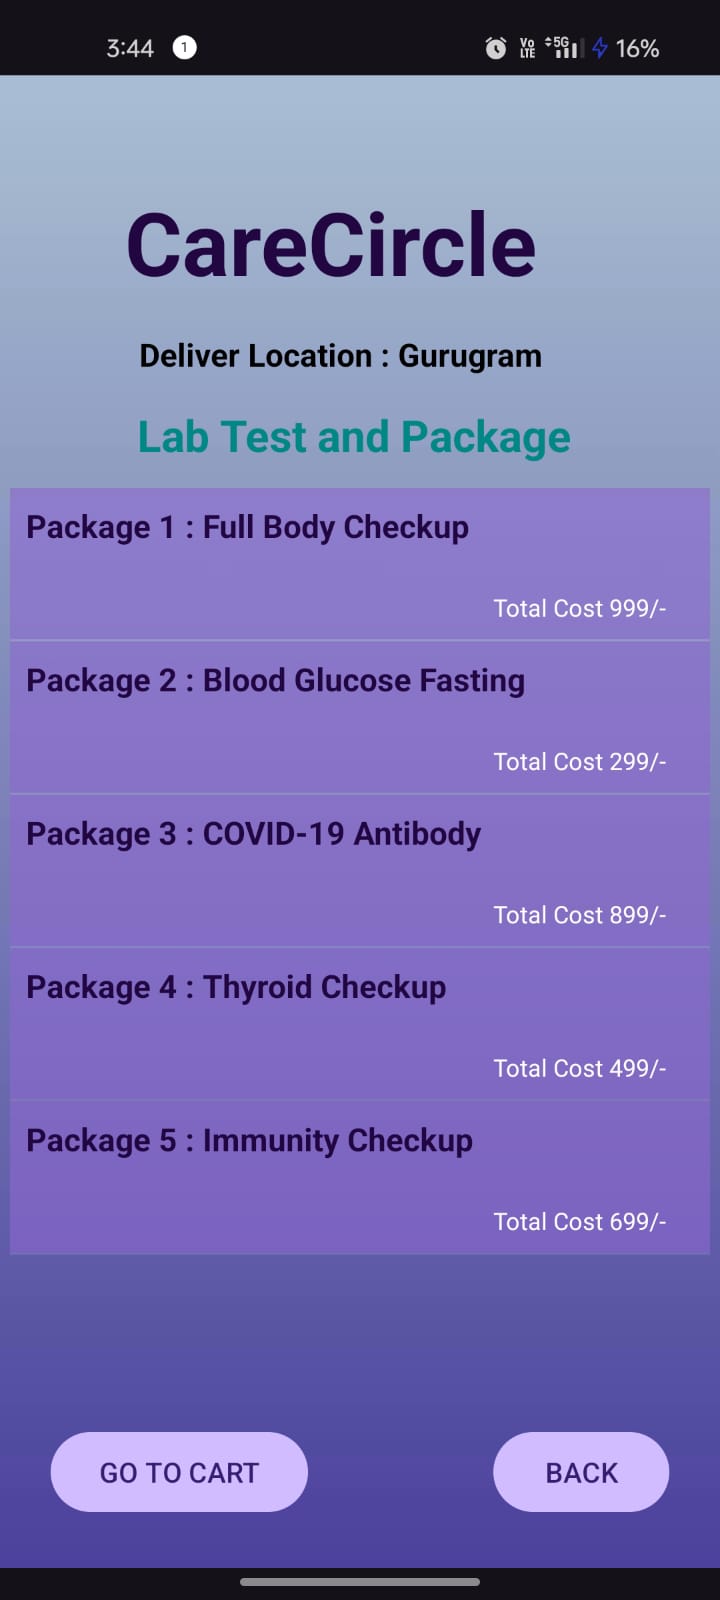 3:44 1 Vo LTE 5G 16%
CareCircle
Deliver Location : Gurugram
Lab Test and Package
Package 1 : Full Body Checkup
Total Cost 999/-
Package 2 : Blood Glucose Fasting
Total Cost 299/-
Package 3 : COVID-19 Antibody
Total Cost 899/-
Package 4 : Thyroid Checkup
Total Cost 499/-
Package 5 : Immunity Checkup
Total Cost 699/-
GO TO CART BACK